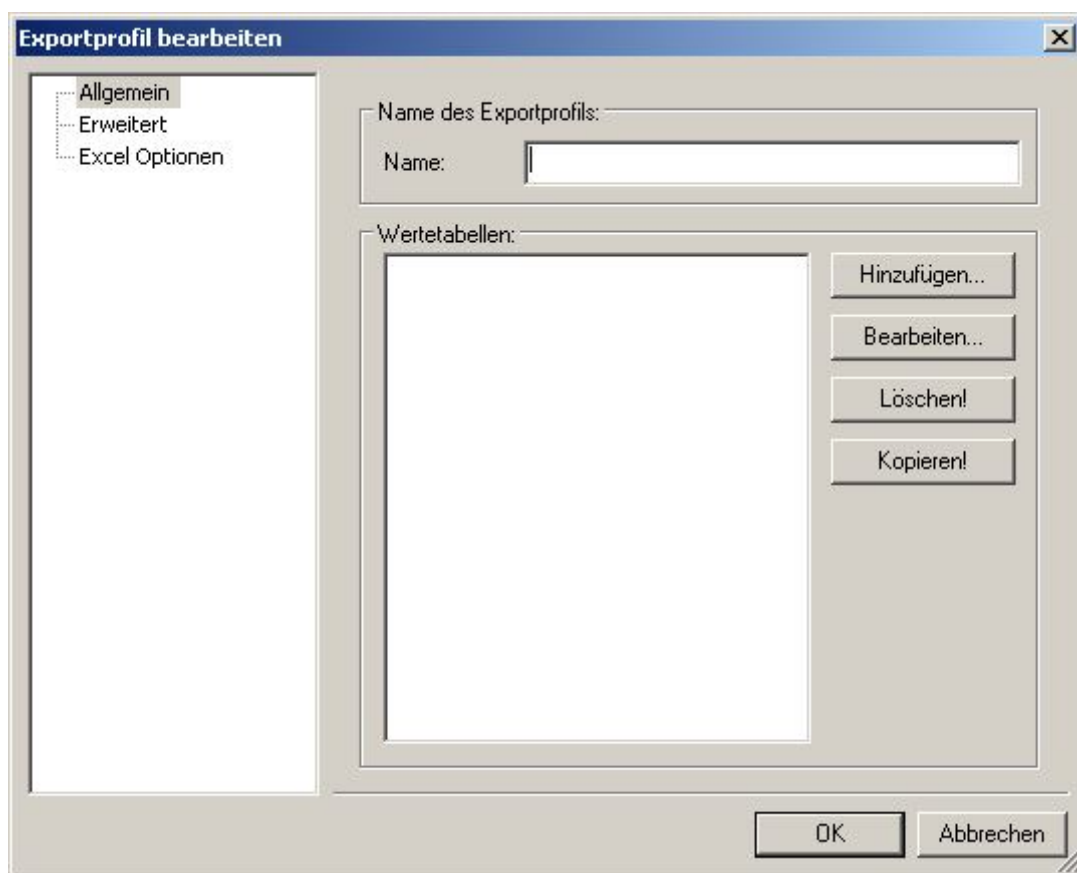 Exportprofil bearbeiten
Allgemein
Erweitert
Excel Optionen
Name des Exportprofils:
Name:
Wertetabellen:
Hinzufügen...
Bearbeiten...
Löschen!
Kopieren!
OK
Abbrechen